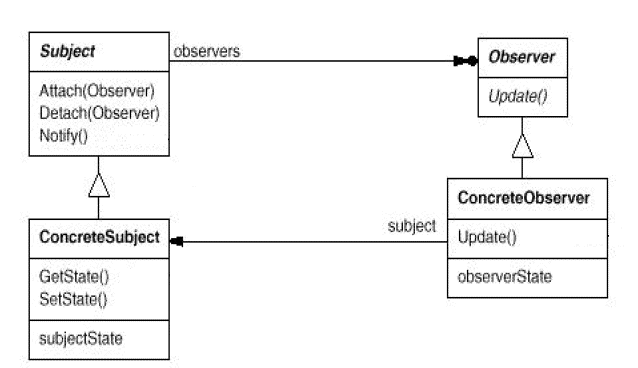 Subject
observers
Observer
Attach(Observer)
Detach(Observer)
Notify()
Update()
ConcreteSubject
subject
ConcreteObserver
GetState()
SetState()
Update()
subjectState
observerState